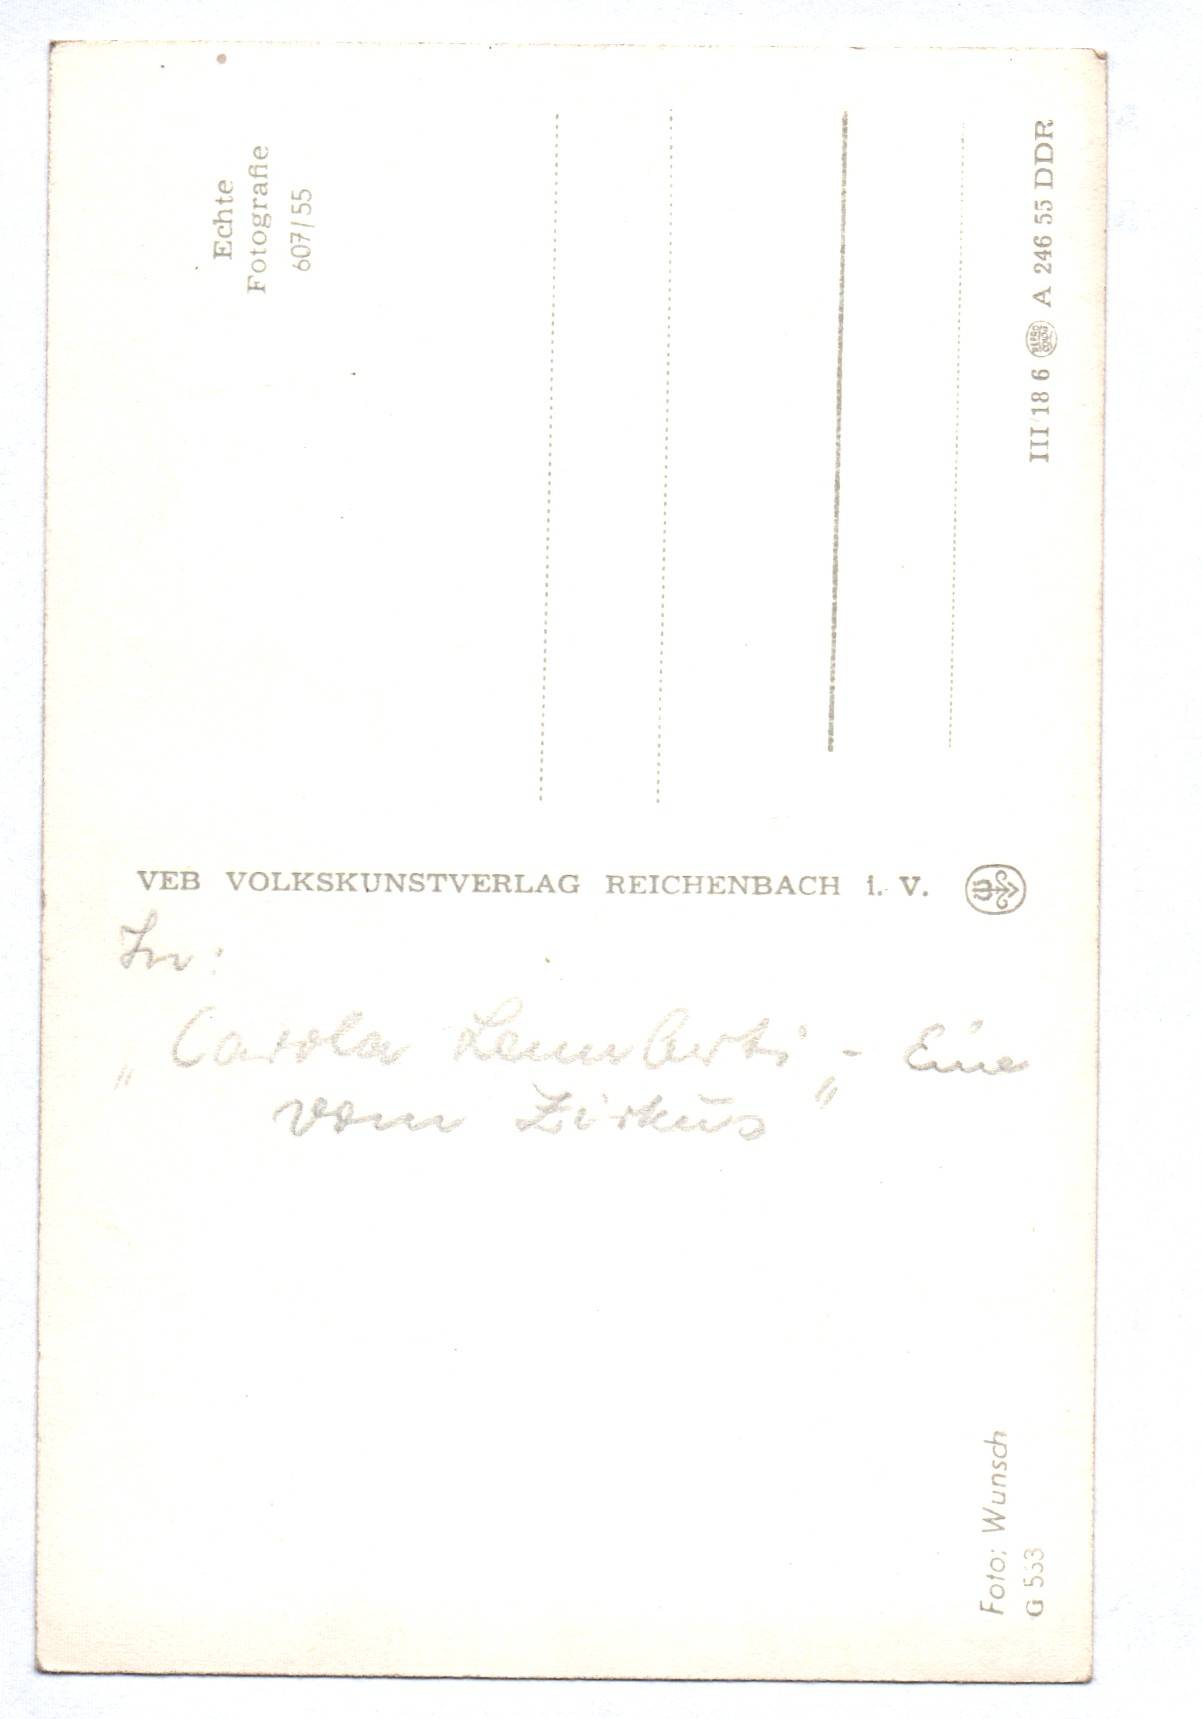 Echte
Fotografie
607/55
III 18 6
A 246 55 DDR
VEB VOLKSKUNSTVERLAG REICHENBACH i. V.
In:
„Carola Lamberti - Eine
vom Zirkus"
Foto: Wunsch